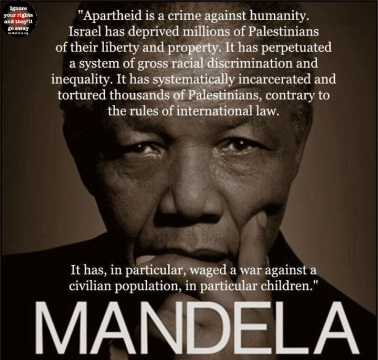 Ignore
your rights
and they'll
go away
"Apartheid is a crime against humanity.
Israel has deprived millions of Palestinians
of their liberty and property. It has perpetuated
a system of gross racial discrimination and
inequality. It has systematically incarcerated and
tortured thousands of Palestinians, contrary to
the rules of international law.
It has, in particular, waged a war against a
civilian population, in particular children."
MANDELA